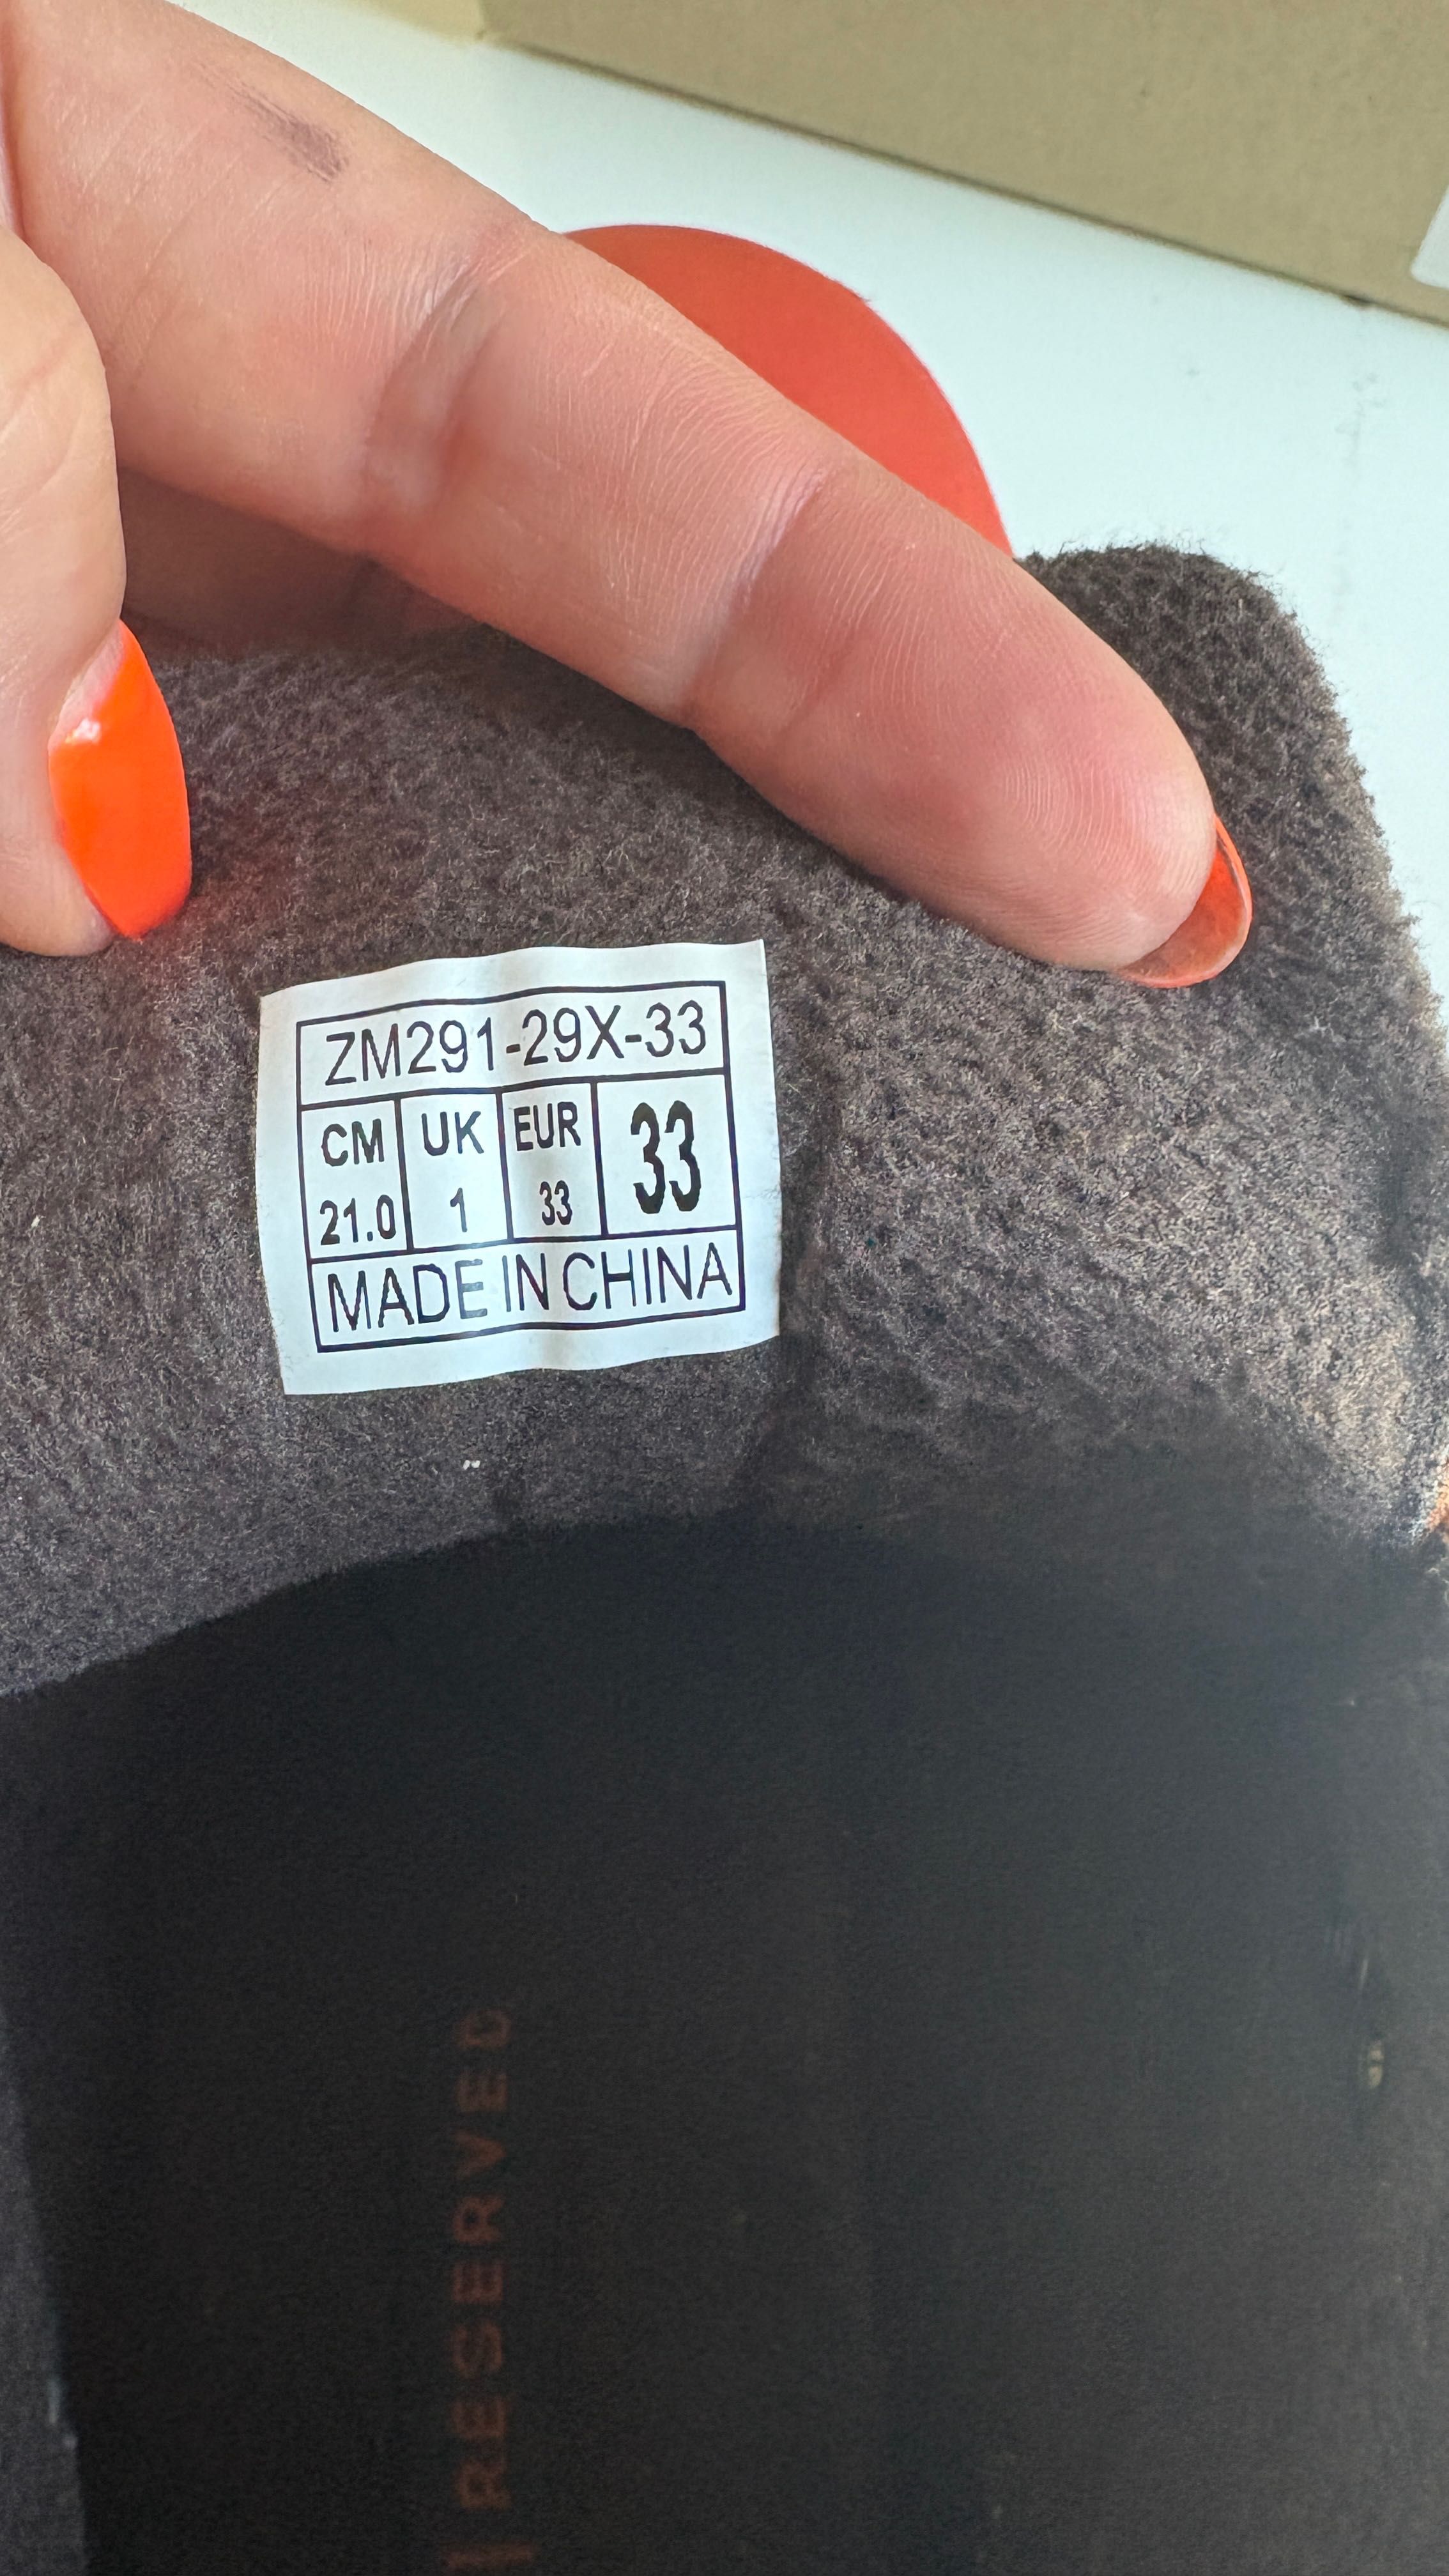 ZM291-29X-33
CM UK EUR 33
21.0 1 33
MADE IN CHINA
RESERVED